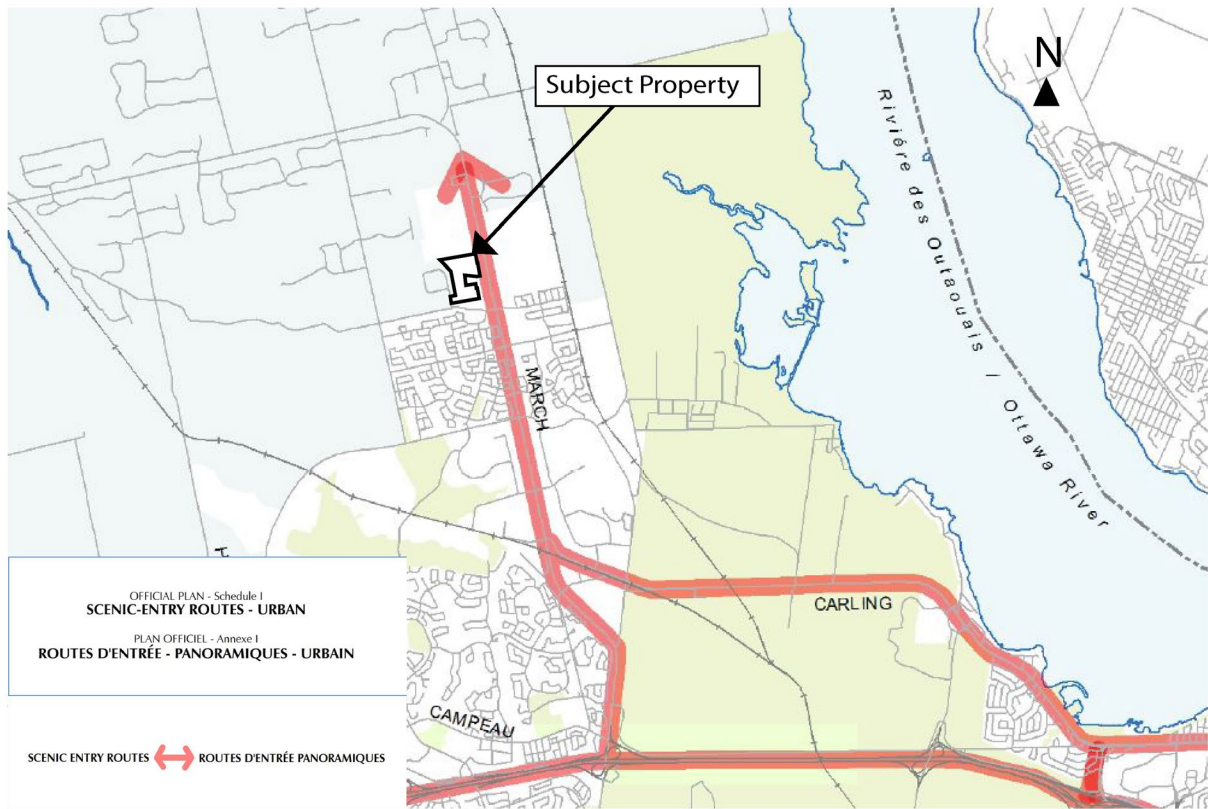 Subject Property
N
Rivière des Outaouais / Ottawa River
MARCH
CARLING
CAMPEAU
OFFICIAL PLAN - Schedule I
SCENIC-ENTRY ROUTES - URBAN
PLAN OFFICIEL - Annexe I
ROUTES D'ENTRÉE - PANORAMIQUES - URBAIN
SCENIC ENTRY ROUTES ROUTES D'ENTRÉE PANORAMIQUES